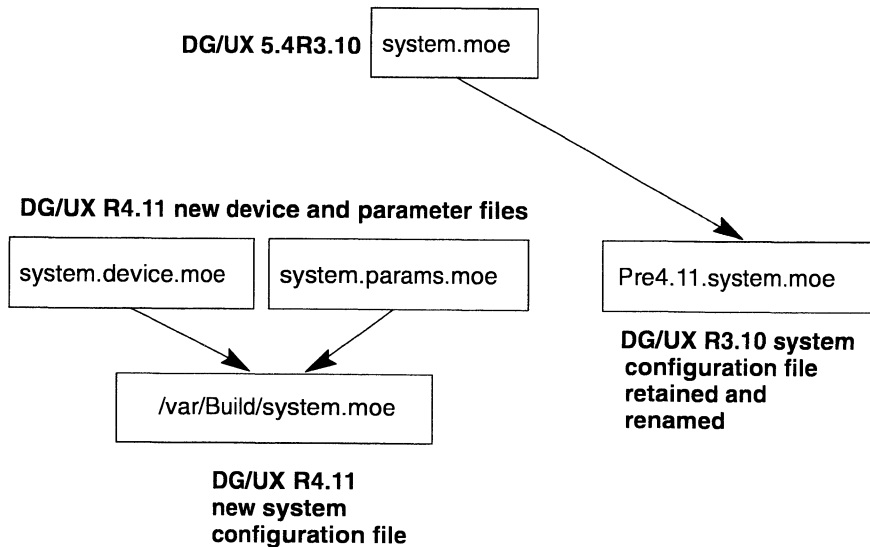 DG/UX 5.4R3.10
system.moe
DG/UX R4.11 new device and parameter files
system.device.moe
system.params.moe
Pre4.11.system.moe
DG/UX R3.10 system
configuration file
retained and
renamed
/var/Build/system.moe
DG/UX R4.11
new system
configuration file